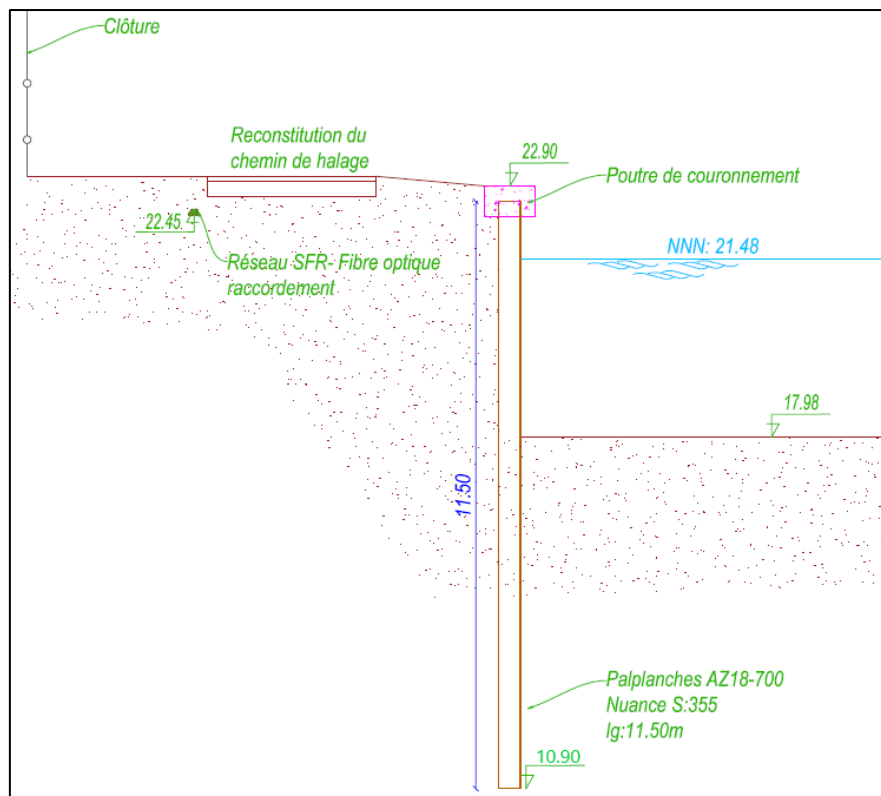 Clôture
Reconstitution du
chemin de halage
22.90
Poutre de couronnement
22.45
Réseau SFR- Fibre optique
raccordement
NNN: 21.48
17.98
11.50
Palplanches AZ18-700
Nuance S:355
lg:11.50m
10.90